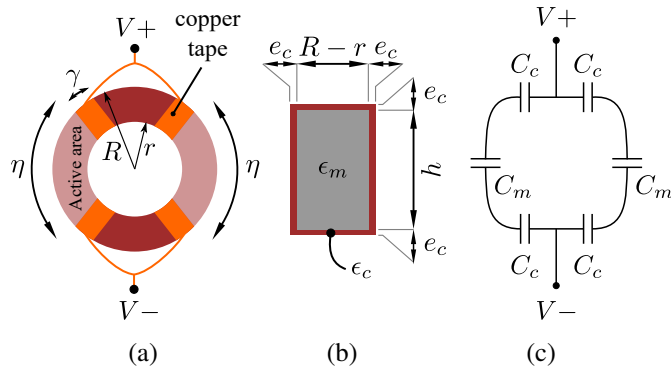 V+
copper
tape
γ
η
Active area
R
r
η
V−
(a)
e_c R − r e_c
e_c
ϵ_m
h
e_c
ϵ_c
(b)
V+
C_c C_c
C_m C_m
C_c C_c
V−
(c)